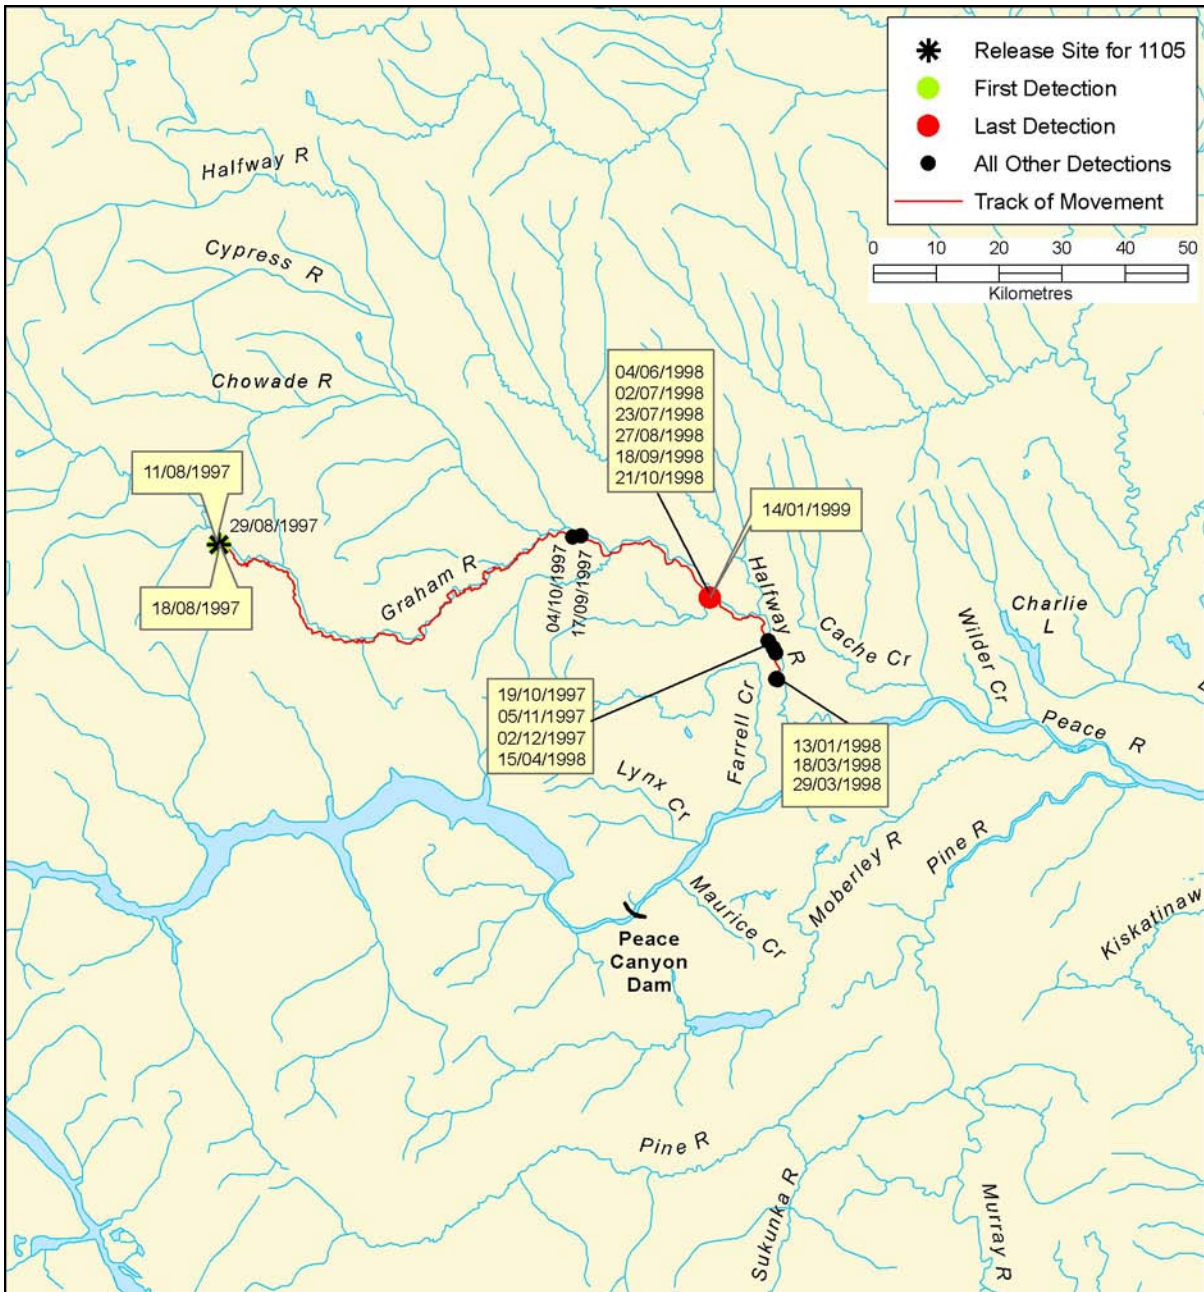 Release Site for 1105
First Detection
Last Detection
All Other Detections
Track of Movement
0 10 20 30 40 50
Kilometres
Halfway R
Cypress R
Chowade R
11/08/1997
29/08/1997
18/08/1997
Graham R
04/10/1997
17/09/1997
04/06/1998
02/07/1998
23/07/1998
27/08/1998
18/09/1998
21/10/1998
14/01/1999
Halfway R
Cache Cr
Wilder Cr
Charlie
L
19/10/1997
05/11/1997
02/12/1997
15/04/1998
13/01/1998
18/03/1998
29/03/1998
Farrell Cr
Lynx Cr
Peace R
Moberley R
Pine R
Maurice Cr
Kiskatinaw
Peace
Canyon
Dam
Pine R
Sukunka R
Murray R